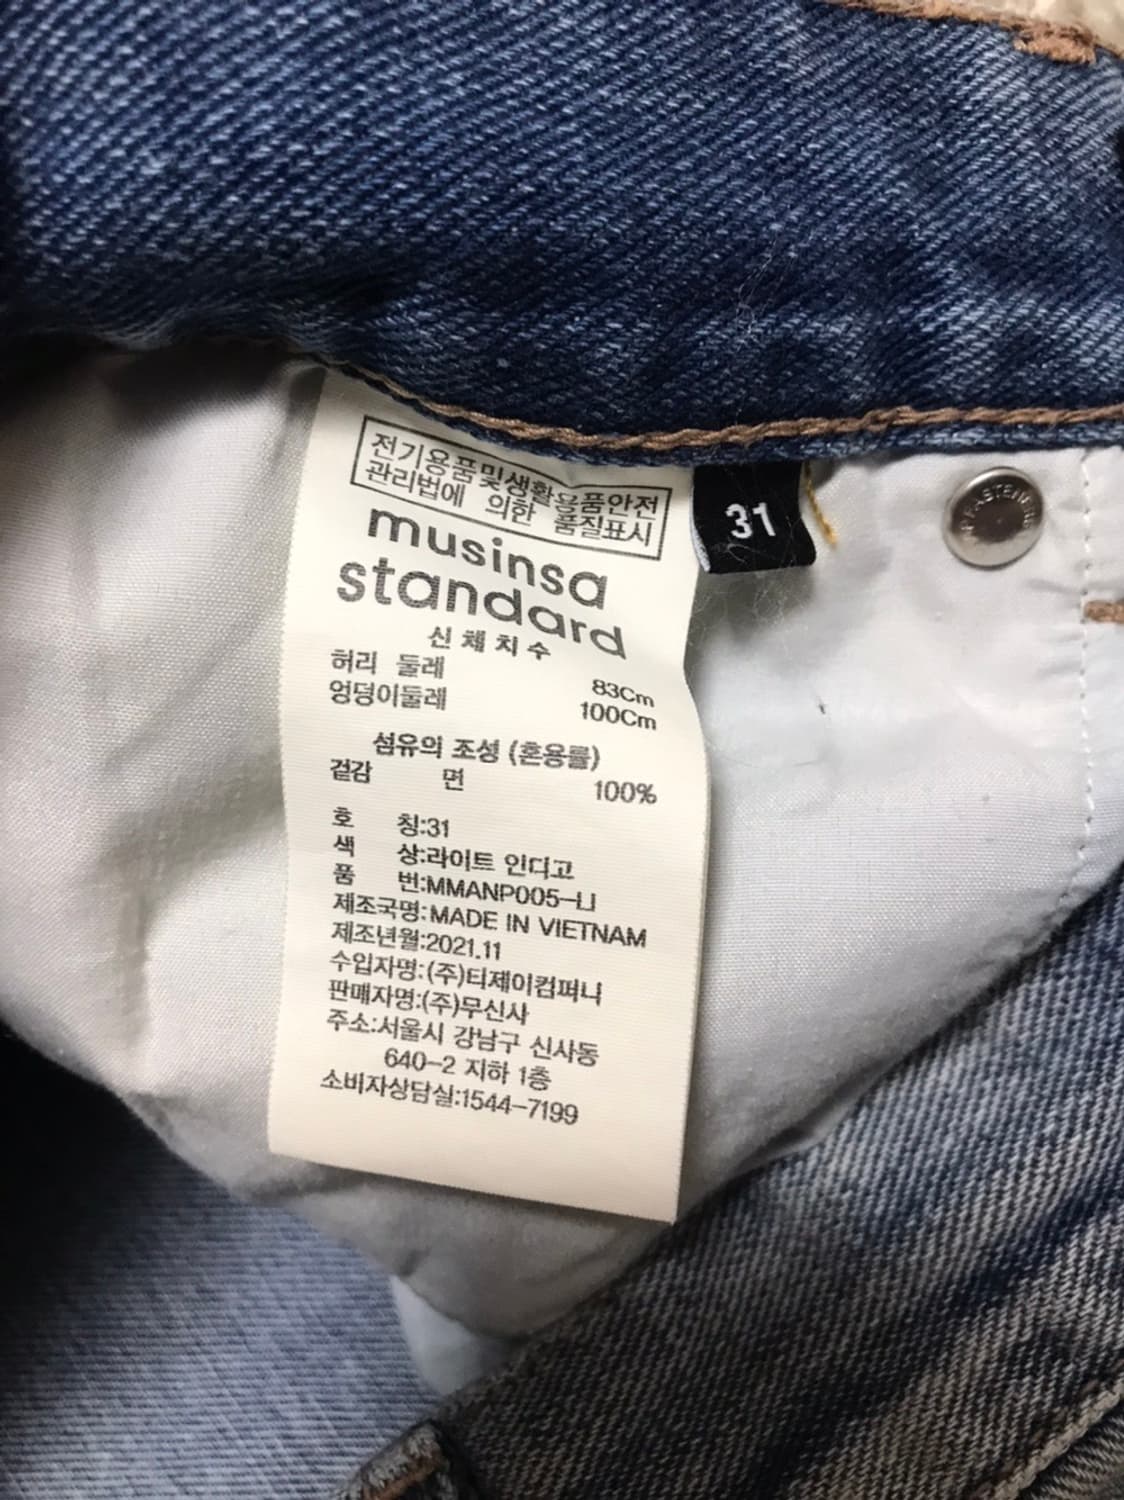 전기용품및생활용품안전
관리법에 의한 품질표시
musinsa
standard
신체치수
허리 둘레 83Cm
엉덩이둘레 100Cm
섬유의 조성 (혼용률)
겉감 면 100%
호 칭:31
색 상:라이트 인디고
품 번:MMANP005-LI
제조국명:MADE IN VIETNAM
제조년월:2021.11
수입자명:(주)티제이컴퍼니
판매자명:(주)무신사
주소:서울시 강남구 신사동
640-2 지하 1층
소비자상담실:1544-7199
31